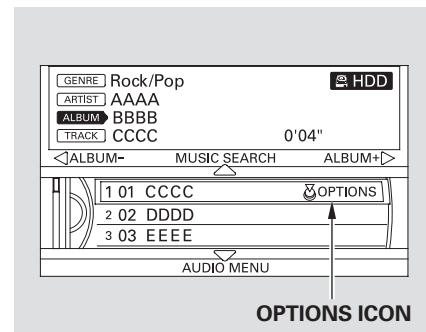 GENRE Rock/Pop HDD
ARTIST AAAA
ALBUM BBBB
TRACK CCCC 0'04"
ALBUM– MUSIC SEARCH ALBUM+
1 01 CCCC OPTIONS
2 02 DDDD
3 03 EEEE
AUDIO MENU
OPTIONS ICON